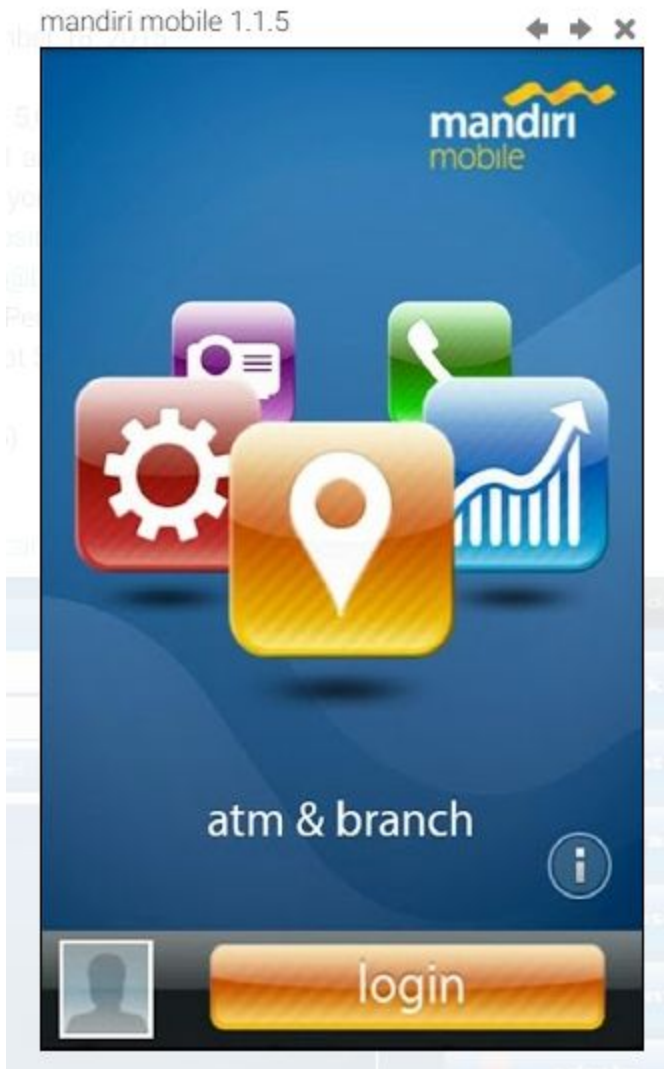 mandiri mobile 1.1.5
mandiri
mobile
atm & branch
i
login